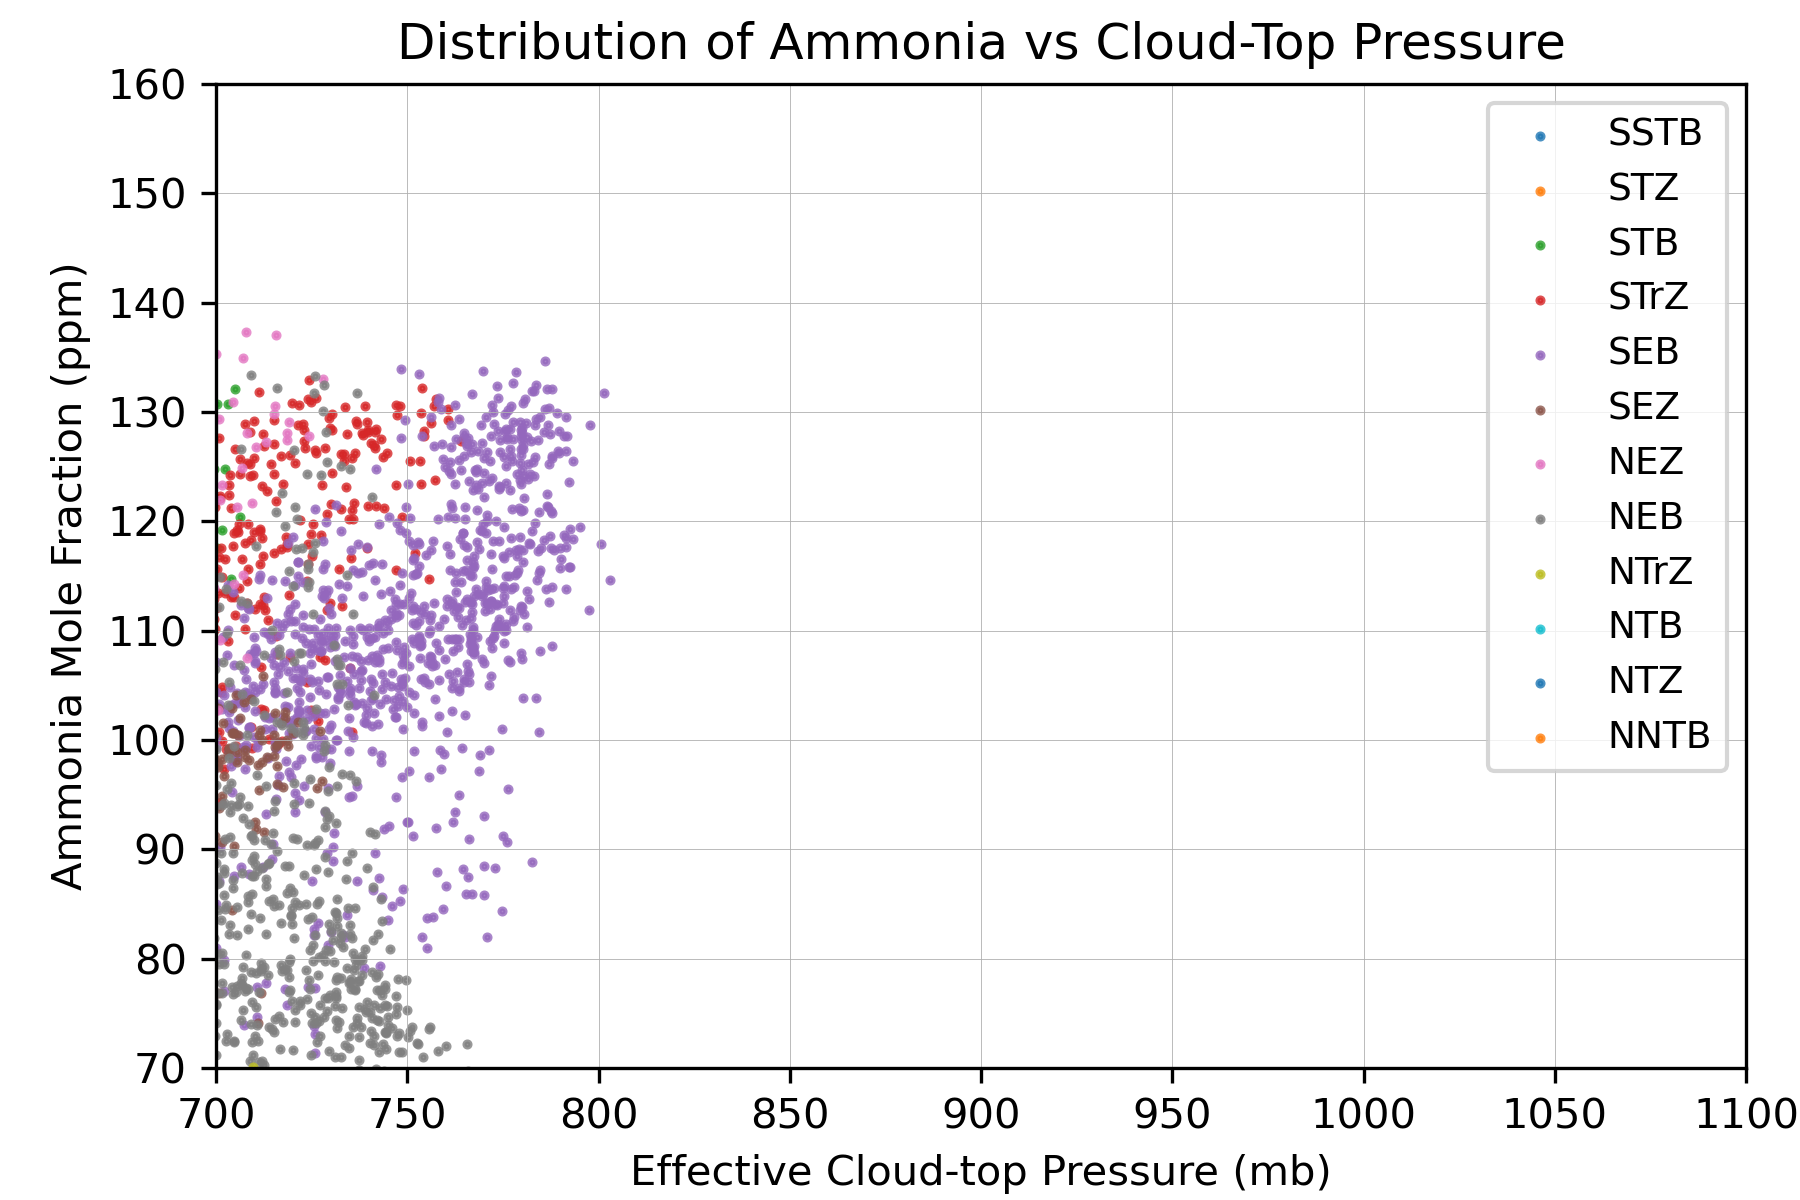 Distribution of Ammonia vs Cloud-Top Pressure
160
150
140
130
120
110
100
90
80
70
Ammonia Mole Fraction (ppm)
SSTB
STZ
STB
STrZ
SEB
SEZ
NEZ
NEB
NTrZ
NTB
NTZ
NNTB
700 750 800 850 900 950 1000 1050 1100
Effective Cloud-top Pressure (mb)